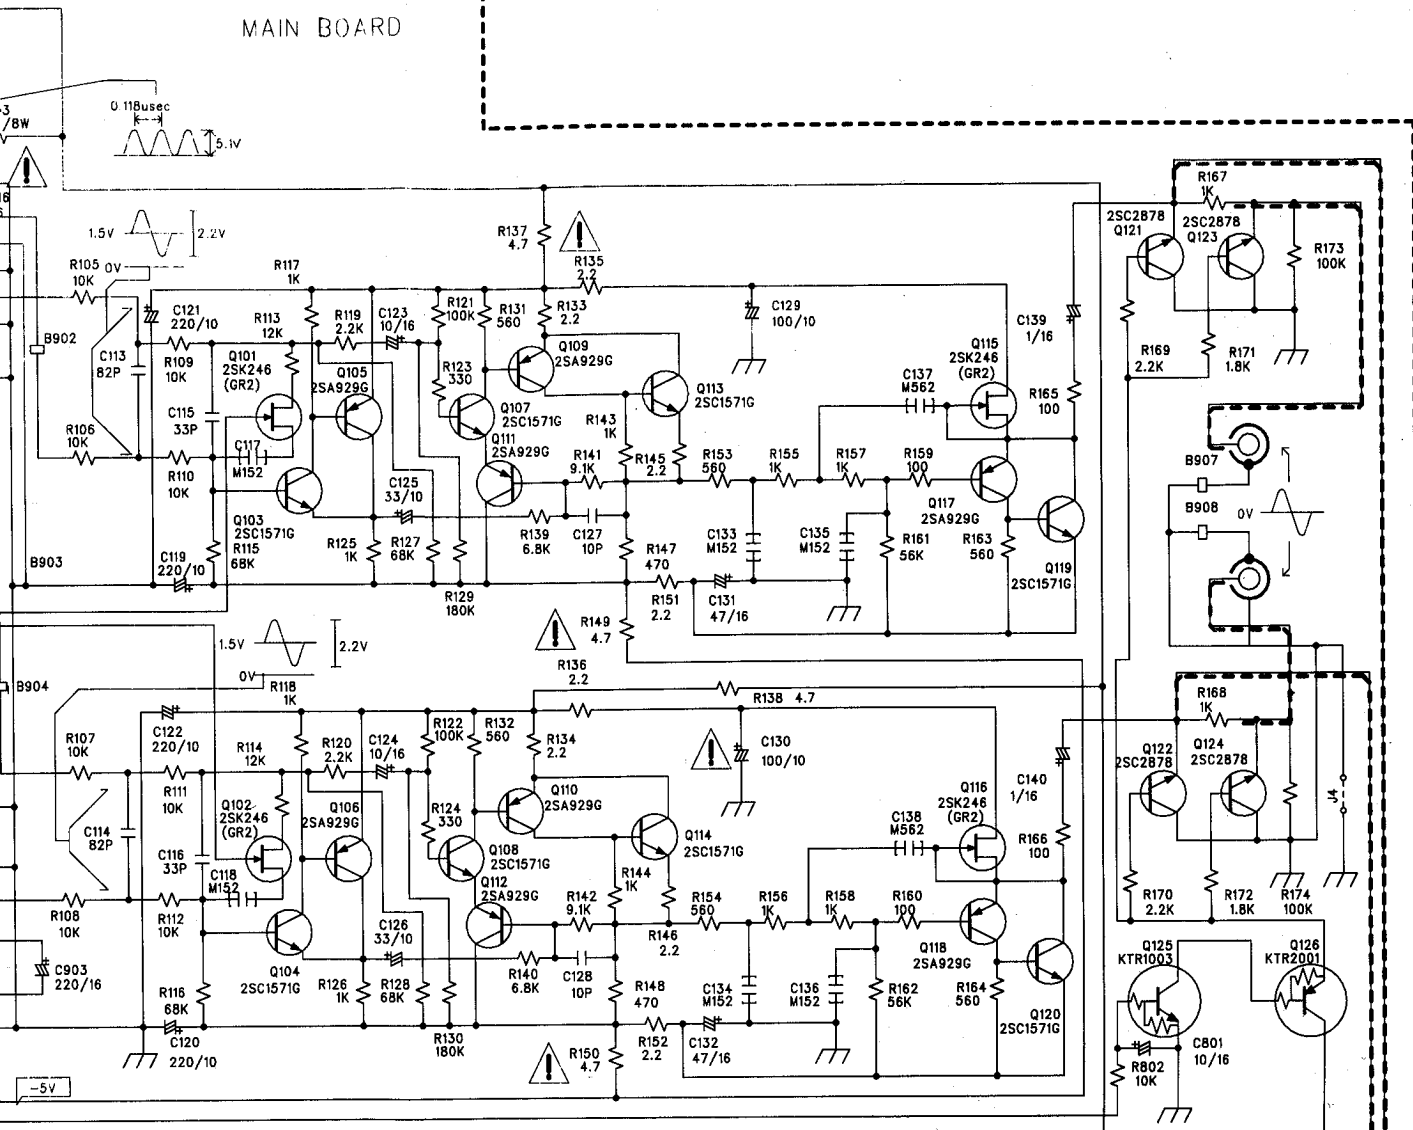 MAIN BOARD
0.118usec
/8W
5.1V
1.5V
2.2V
0V
R105
10K
B902
C121
220/10
R117
1K
R113
12K
R119
2.2K
C123
10/16
R121
100K
R131
560
R137
4.7
R135
2.2
R133
2.2
C129
100/10
C113
82P
R109
10K
Q101
2SK246
(GR2)
Q105
2SA929G
R123
330
Q109
2SA929G
Q113
2SC1571G
C115
33P
R106
10K
C117
M152
R110
10K
Q107
2SC1571G
Q111
2SA929G
R143
1K
R141
9.1K
R145
2.2
R153
560
R155
1K
R157
1K
R159
100
C137
M562
Q115
2SK246
(GR2)
C139
1/16
R165
100
Q103
2SC1571G
R115
68K
C119
220/10
B903
C125
33/10
R125
1K
R127
68K
R129
180K
R139
6.8K
C127
10P
R147
470
R151
2.2
C131
47/16
C133
M152
C135
M152
R161
56K
Q117
2SA929G
R163
560
Q119
2SC1571G
R149
4.7
R167
1K
2SC2878
Q121
2SC2878
Q123
R173
100K
R169
2.2K
R171
1.8K
B907
B908
0V
1.5V
2.2V
0V
B904
R118
1K
R136
2.2
R138 4.7
R107
10K
C122
220/10
R114
12K
R120
2.2K
C124
10/16
R122
100K
R132
560
R134
2.2
C130
100/10
R111
10K
Q102
2SK246
(GR2)
Q106
2SA929G
R124
330
Q110
2SA929G
Q114
2SC1571G
C114
82P
C116
33P
C118
M152
R108
10K
R112
10K
Q108
2SC1571G
Q112
2SA929G
R144
1K
R142
9.1K
R146
2.2
R154
560
R156
1K
R158
1K
R160
100
C138
M562
Q116
2SK246
(GR2)
C140
1/16
R166
100
Q104
2SC1571G
C903
220/16
R116
68K
C120
220/10
C126
33/10
R126
1K
R128
68K
R130
180K
R140
6.8K
C128
10P
R148
470
R152
2.2
C132
47/16
C134
M152
C136
M152
R162
56K
Q118
2SA929G
R164
560
Q120
2SC1571G
R150
4.7
-5V
R168
1K
Q122
2SC2878
Q124
2SC2878
J4
R170
2.2K
R172
1.8K
R174
100K
Q125
KTR1003
Q126
KTR2001
C801
10/16
R802
10K